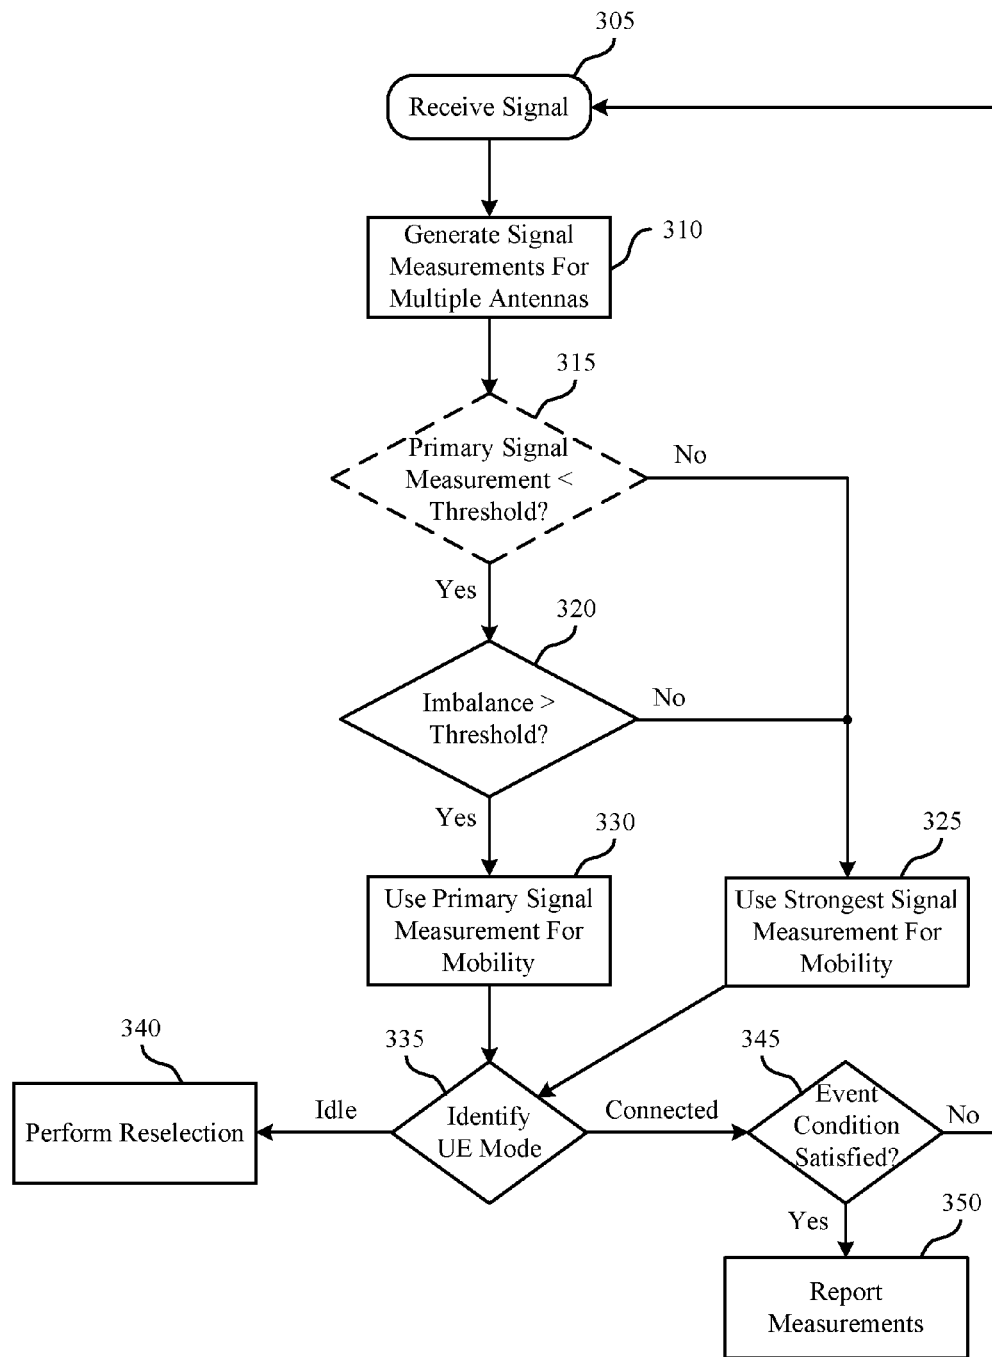 305
Receive Signal
Generate Signal
Measurements For
Multiple Antennas
310
315
Primary Signal
Measurement <
Threshold?
No
Yes
320
Imbalance >
Threshold?
No
Yes
330
325
Use Primary Signal
Measurement For
Mobility
Use Strongest Signal
Measurement For
Mobility
340
335
345
Perform Reselection
Idle
Identify
UE Mode
Connected
Event
Condition
Satisfied?
No
Yes
350
Report
Measurements